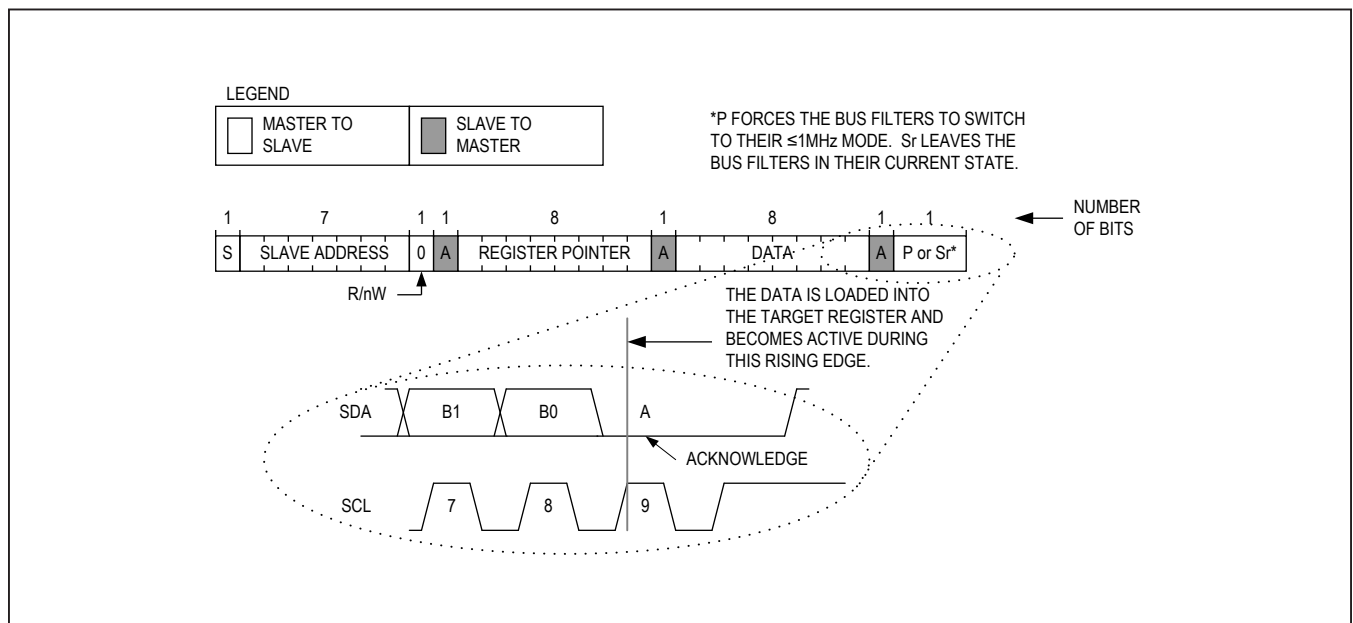 LEGEND
MASTER TO
SLAVE
SLAVE TO
MASTER
*P FORCES THE BUS FILTERS TO SWITCH
TO THEIR ≤1MHz MODE. Sr LEAVES THE
BUS FILTERS IN THEIR CURRENT STATE.
1 7 1 1 8 1 8 1 1
NUMBER
OF BITS
S SLAVE ADDRESS 0 A REGISTER POINTER A DATA A P or Sr*
R/nW
THE DATA IS LOADED INTO
THE TARGET REGISTER AND
BECOMES ACTIVE DURING
THIS RISING EDGE.
SDA B1 B0 A
ACKNOWLEDGE
SCL 7 8 9